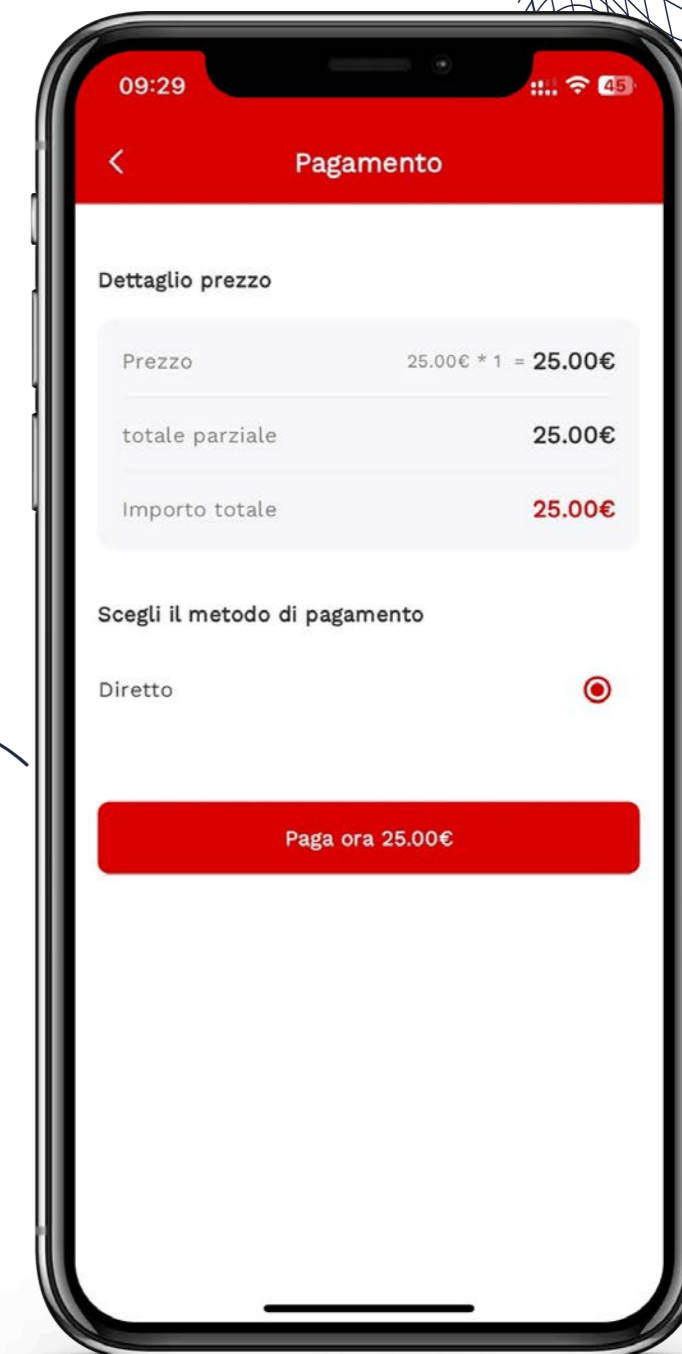 09:29
45
Pagamento
Dettaglio prezzo
Prezzo 25.00€ * 1 = 25.00€
totale parziale 25.00€
Importo totale 25.00€
Scegli il metodo di pagamento
Diretto
Paga ora 25.00€